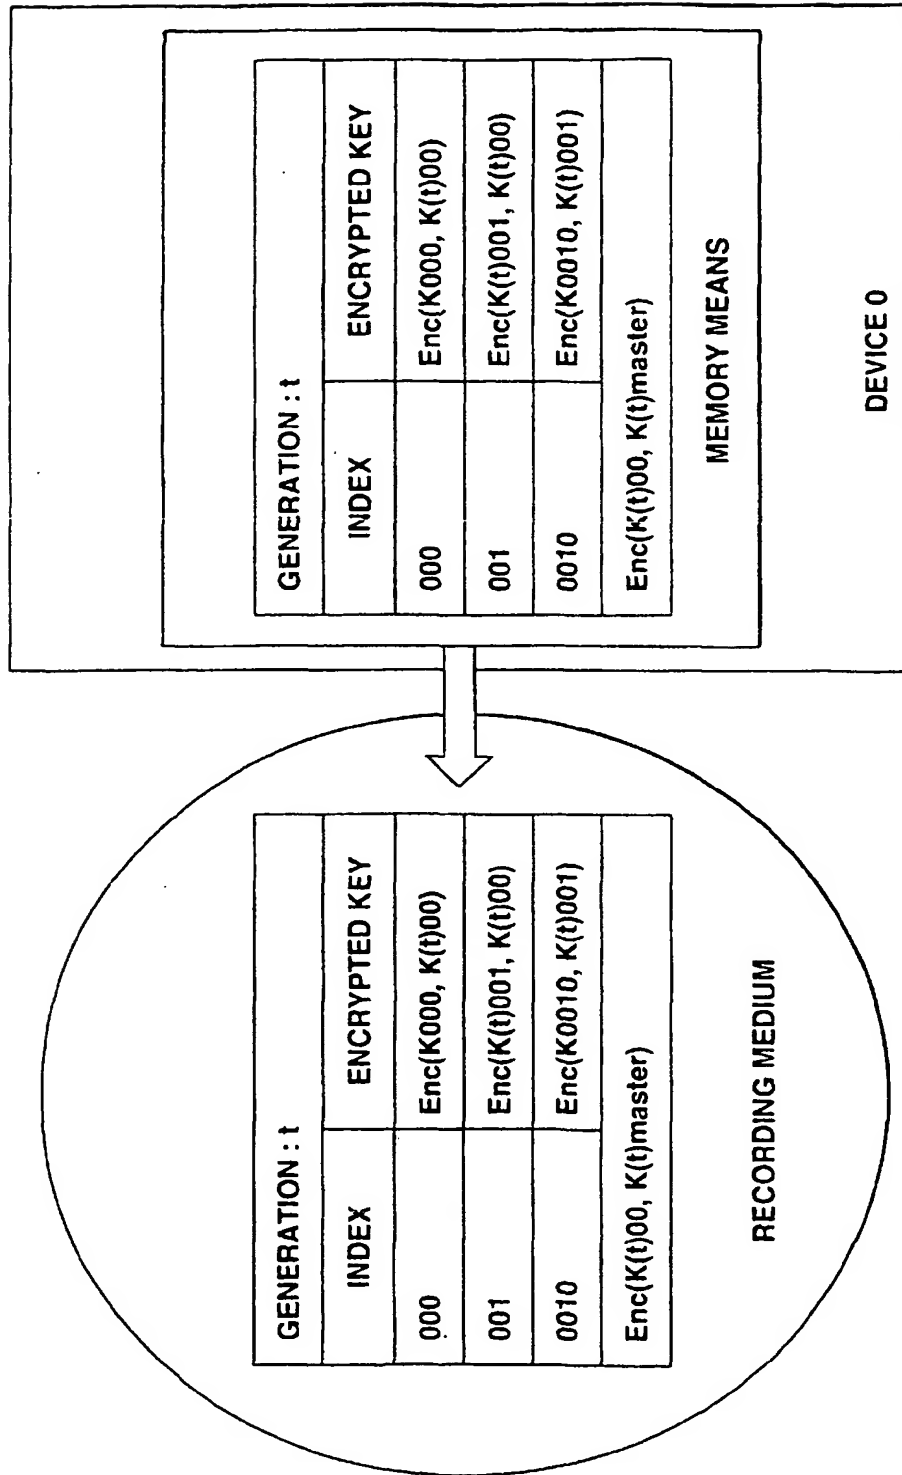 GENERATION : t
INDEX ENCRYPTED KEY
000 Enc(K000, K(t)00)
001 Enc(K(t)001, K(t)00)
0010 Enc(K0010, K(t)001)
Enc(K(t)00, K(t)master)
RECORDING MEDIUM
GENERATION : t
INDEX ENCRYPTED KEY
000 Enc(K000, K(t)00)
001 Enc(K(t)001, K(t)00)
0010 Enc(K0010, K(t)001)
Enc(K(t)00, K(t)master)
MEMORY MEANS
DEVICE 0